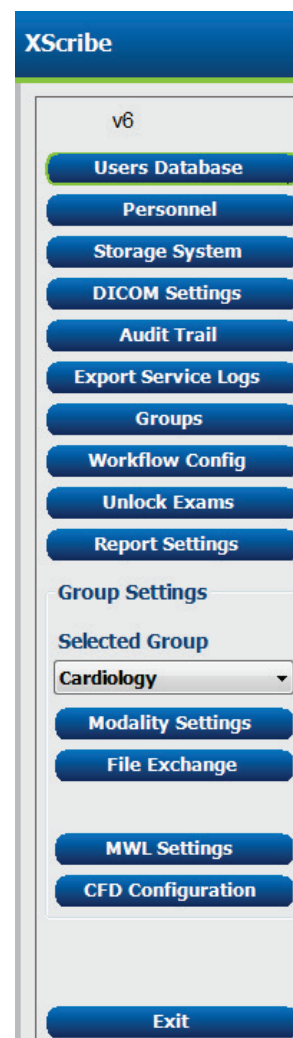 XScribe
v6
Users Database
Personnel
Storage System
DICOM Settings
Audit Trail
Export Service Logs
Groups
Workflow Config
Unlock Exams
Report Settings
Group Settings
Selected Group
Cardiology
Modality Settings
File Exchange
MWL Settings
CFD Configuration
Exit